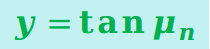 y = tan μₙ